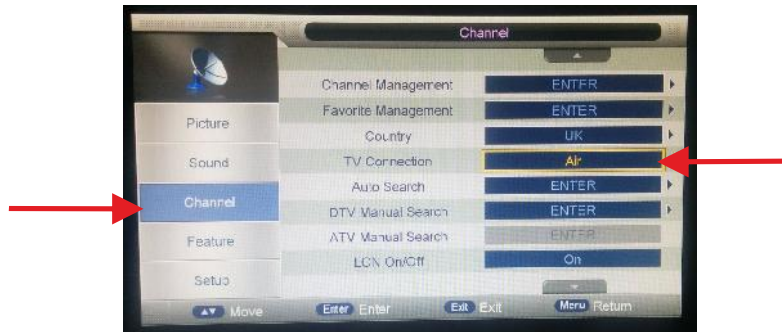 Channel
Picture
Sound
Channel
Feature
Setup
Channel Management ENTER
Favorite Management ENTER
Country UK
TV Connection Air
Auto Search ENTER
DTV Manual Search ENTER
ATV Manual Search ENTER
LCN On/Off On
Move Enter Enter Exit Exit Menu Return